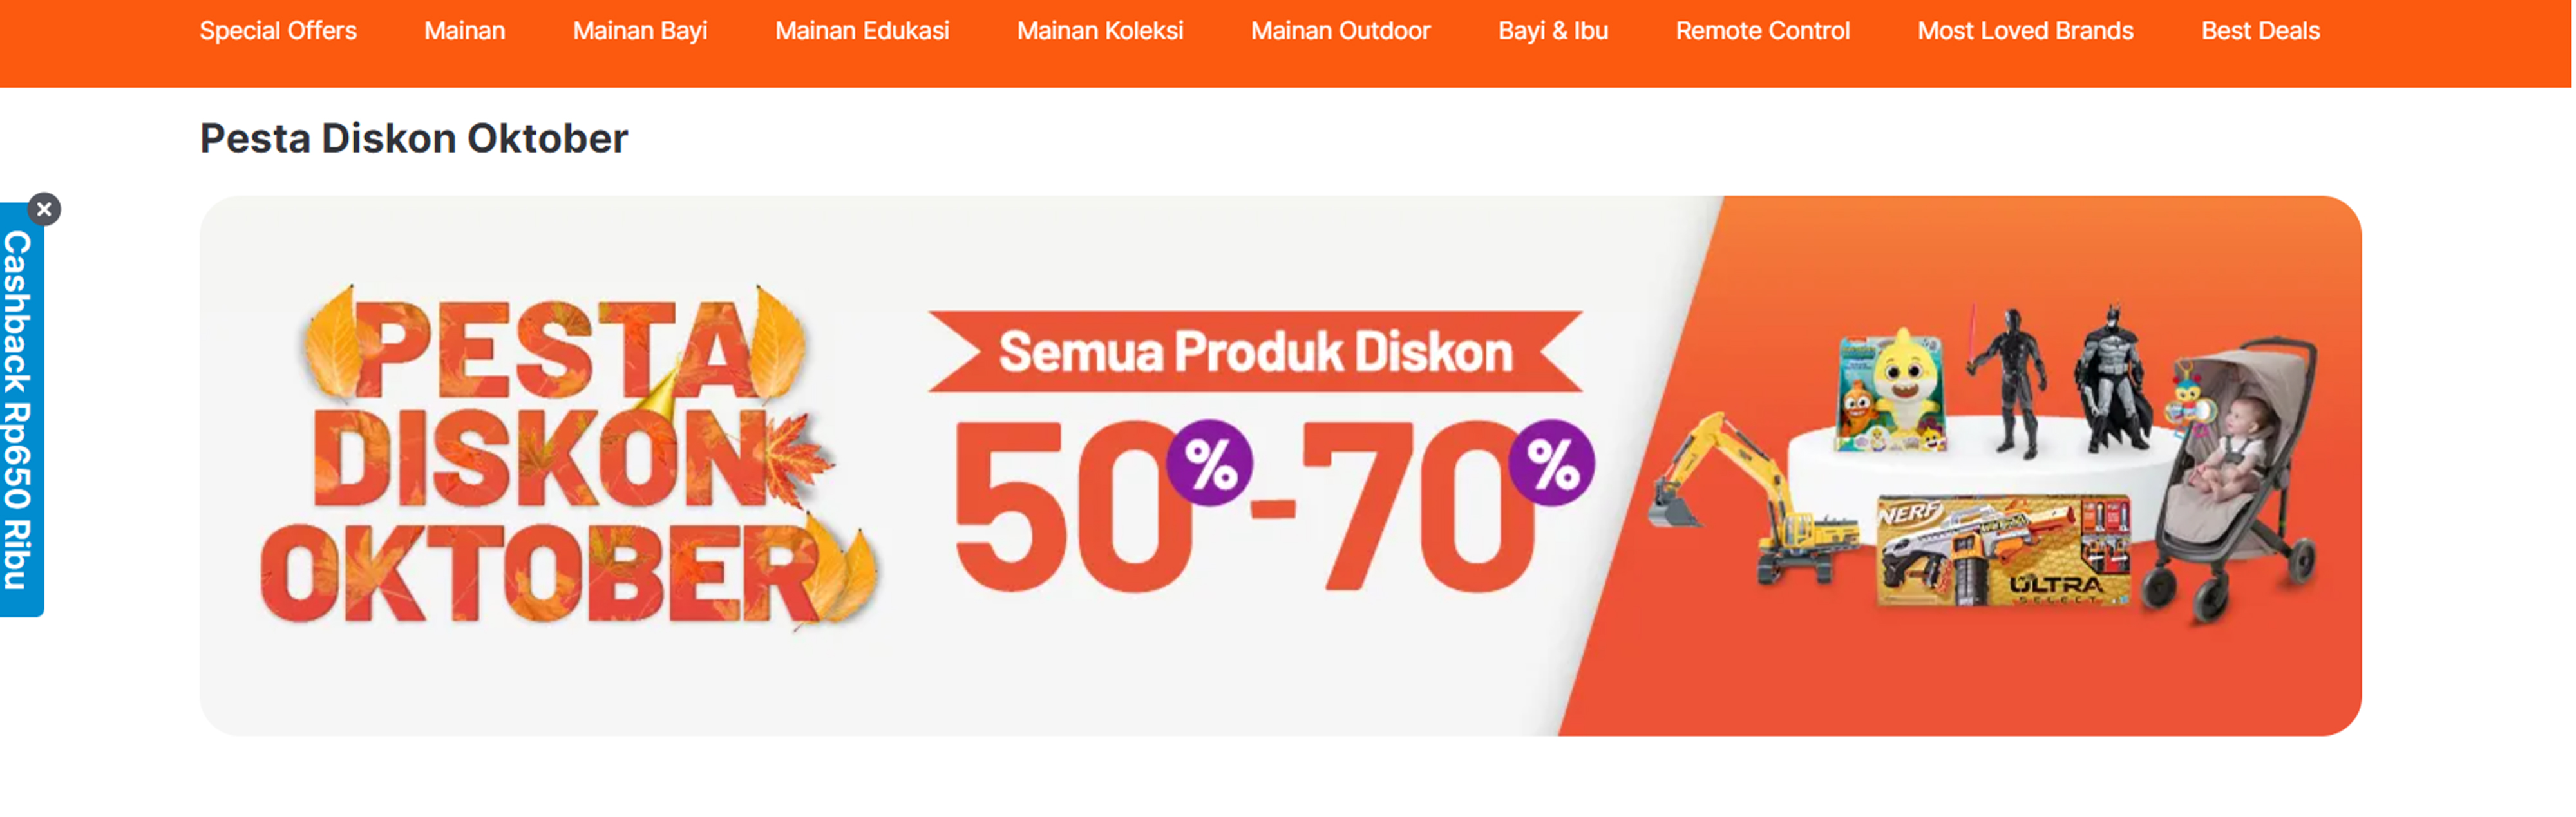 Special Offers Mainan Mainan Bayi Mainan Edukasi Mainan Koleksi Mainan Outdoor Bayi & Ibu Remote Control Most Loved Brands Best Deals
Pesta Diskon Oktober
Cashback Rp650 Ribu
PESTA
DISKON
OKTOBER
Semua Produk Diskon
50%-70%
NERF
ULTRA
SELECT